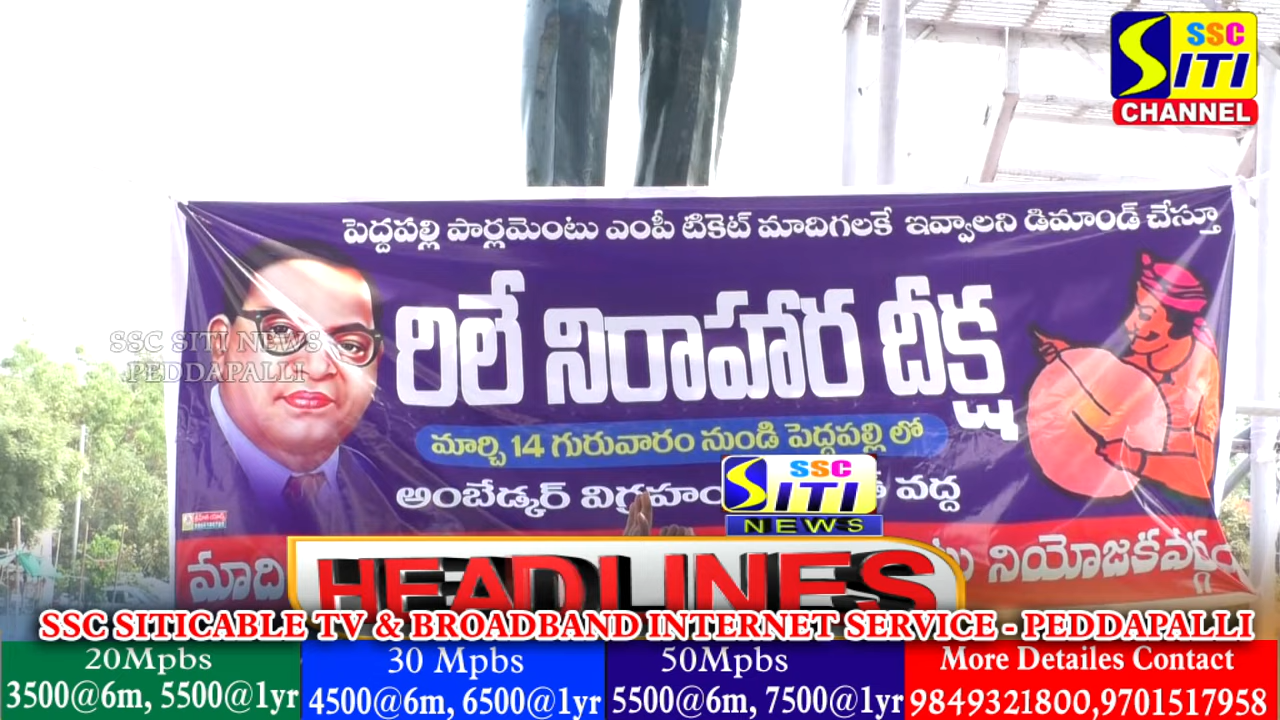 SSC
SITI
CHANNEL
పెద్దపల్లి పార్లమెంటు ఎంపీ టికెట్ మాదిగలకే ఇవ్వాలని డిమాండ్ చేస్తూ
రిలే నిరాహార దీక్ష
SSC SITI NEWS
PEDDAPALLI
మార్చి 14 గురువారం నుండి పెద్దపల్లి లో
అంబేడ్కర్ విగ్రహం వద్ద
SSC
SITI
NEWS
మాది నియోజకవర్గం
HEADLINES
SSC SITICABLE TV & BROADBAND INTERNET SERVICE - PEDDAPALLI
20Mpbs 30 Mpbs 50Mpbs More Detailes Contact
3500@6m, 5500@1yr 4500@6m, 6500@1yr 5500@6m, 7500@1yr 9849321800,9701517958